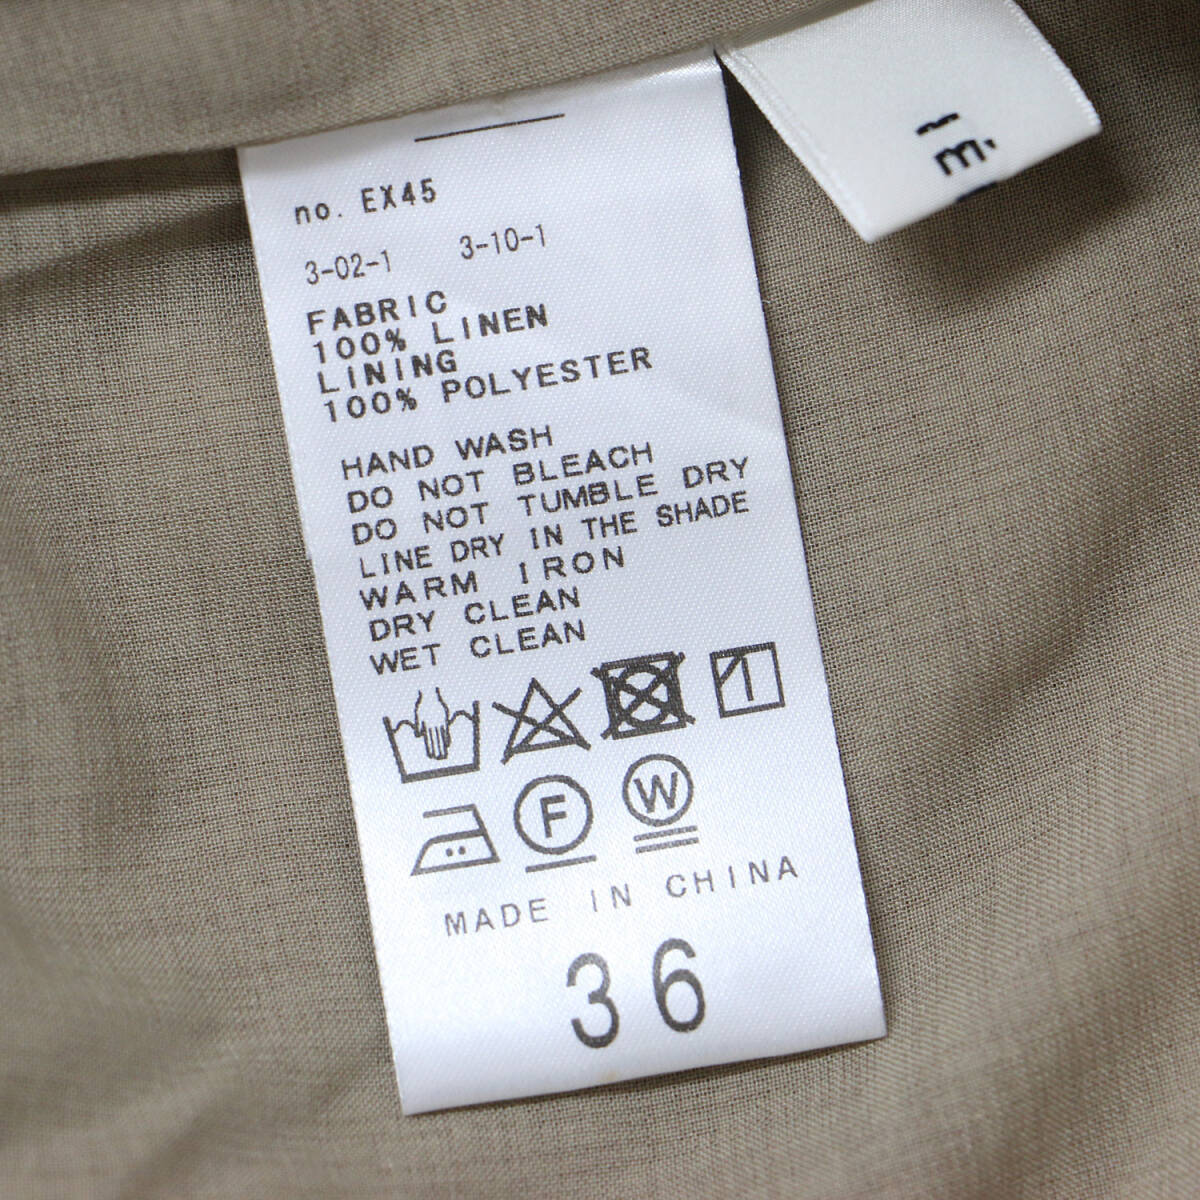 no. EX45
3-02-1 3-10-1
FABRIC
100% LINEN
LINING
100% POLYESTER
HAND WASH
DO NOT BLEACH
DO NOT TUMBLE DRY
LINE DRY IN THE SHADE
WARM IRON
DRY CLEAN
WET CLEAN
F W
MADE IN CHINA
36